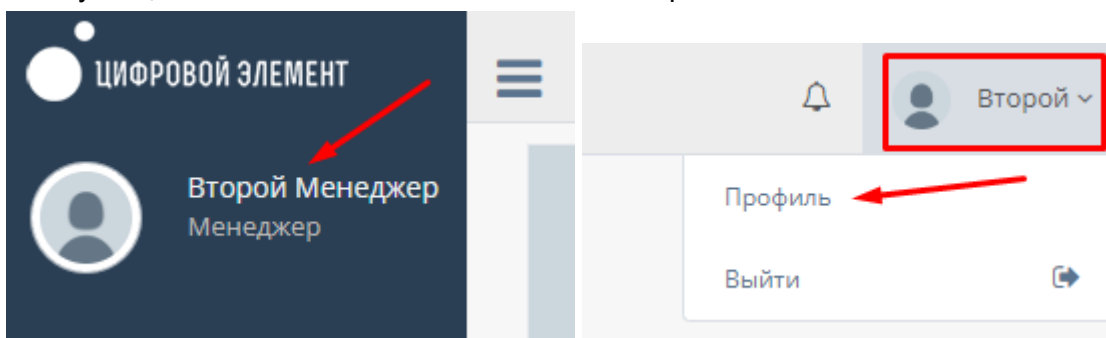 ЦИФРОВОЙ ЭЛЕМЕНТ
Второй Менеджер
Менеджер
Второй
Профиль
Выйти